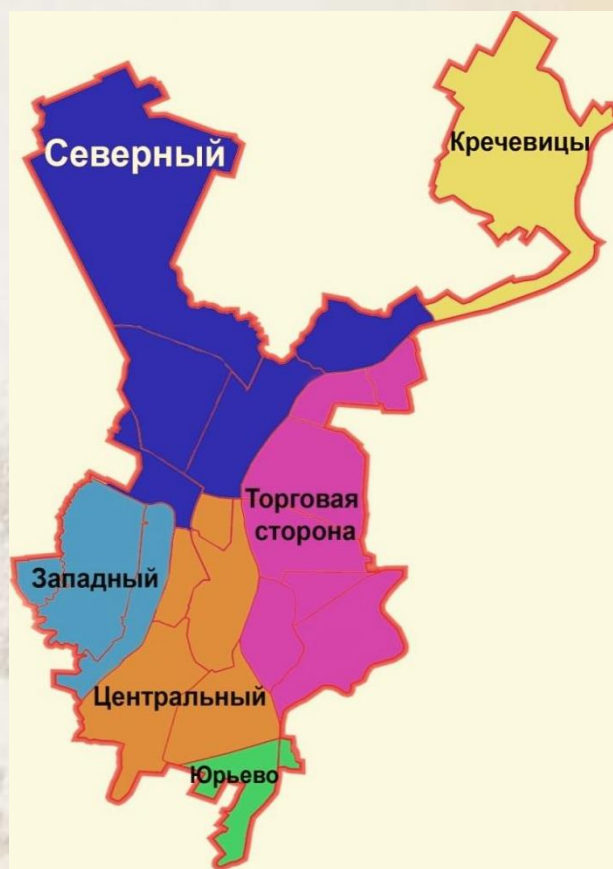 Северный
Кречевицы
Торговая
сторона
Западный
Центральный
Юрьево